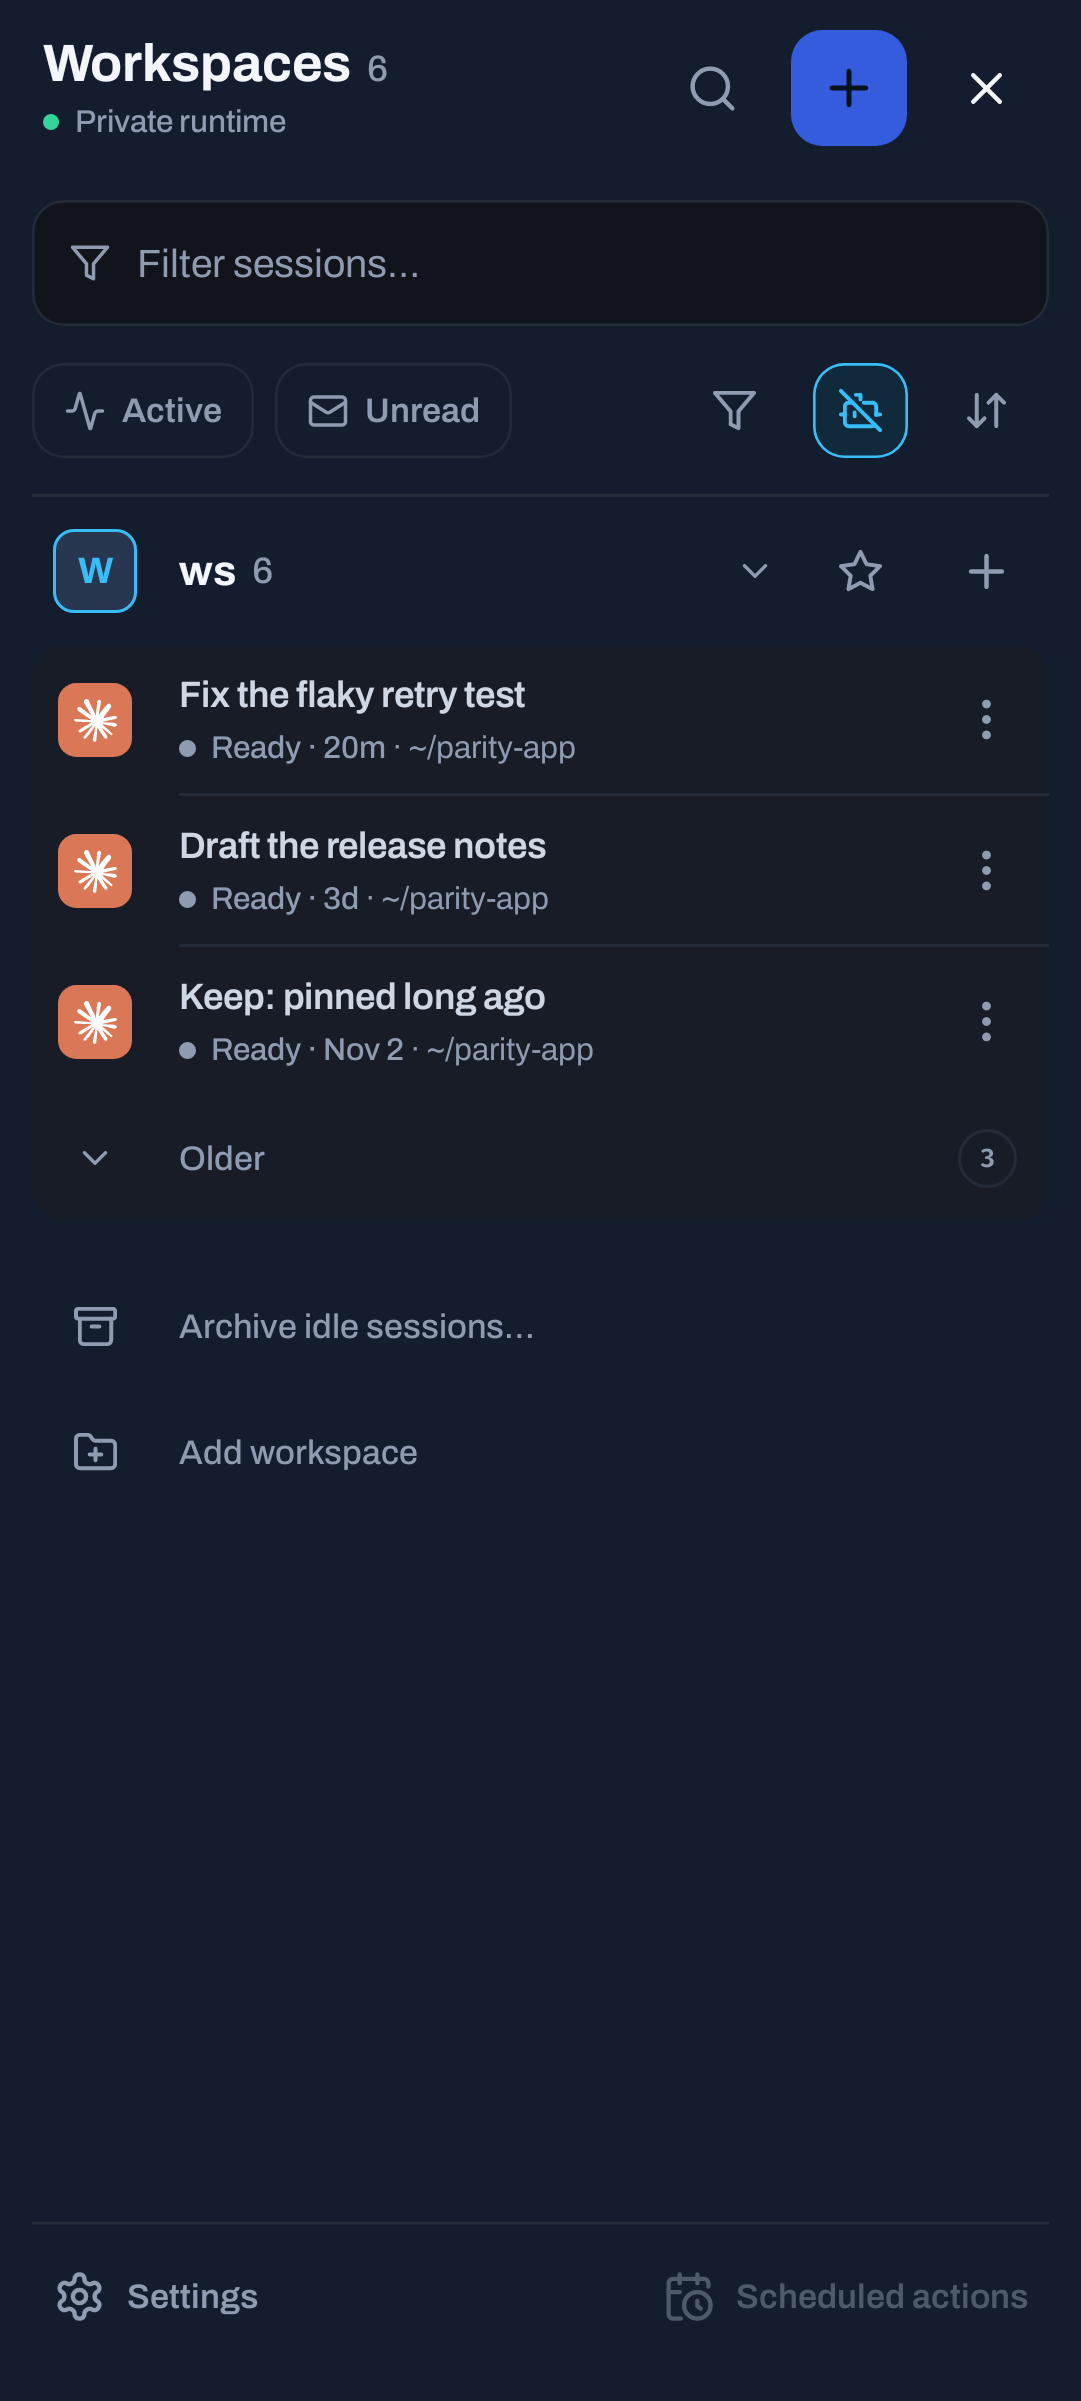 Workspaces 6
Private runtime
Filter sessions...
Active
Unread
W
ws 6
Fix the flaky retry test
Ready · 20m · ~/parity-app
Draft the release notes
Ready · 3d · ~/parity-app
Keep: pinned long ago
Ready · Nov 2 · ~/parity-app
Older
3
Archive idle sessions...
Add workspace
Settings
Scheduled actions